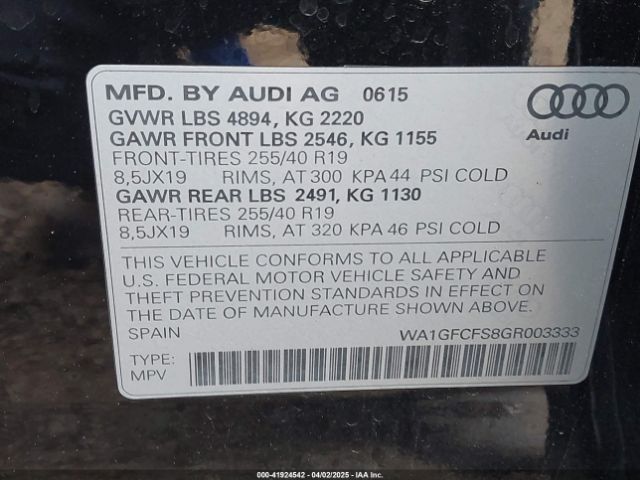 MFD. BY AUDI AG 0615
GVWR LBS 4894, KG 2220
GAWR FRONT LBS 2546, KG 1155
FRONT-TIRES 255/40 R19
8,5JX19 RIMS, AT 300 KPA 44 PSI COLD
GAWR REAR LBS 2491, KG 1130
REAR-TIRES 255/40 R19
8,5JX19 RIMS, AT 320 KPA 46 PSI COLD
Audi
THIS VEHICLE CONFORMS TO ALL APPLICABLE
U.S. FEDERAL MOTOR VEHICLE SAFETY AND
THEFT PREVENTION STANDARDS IN EFFECT ON
THE DATE OF MANUFACTURE SHOWN ABOVE.
SPAIN WA1GFCFS8GR003333
TYPE:
MPV
000-41924542 - 04/02/2025 - IAAI.COM